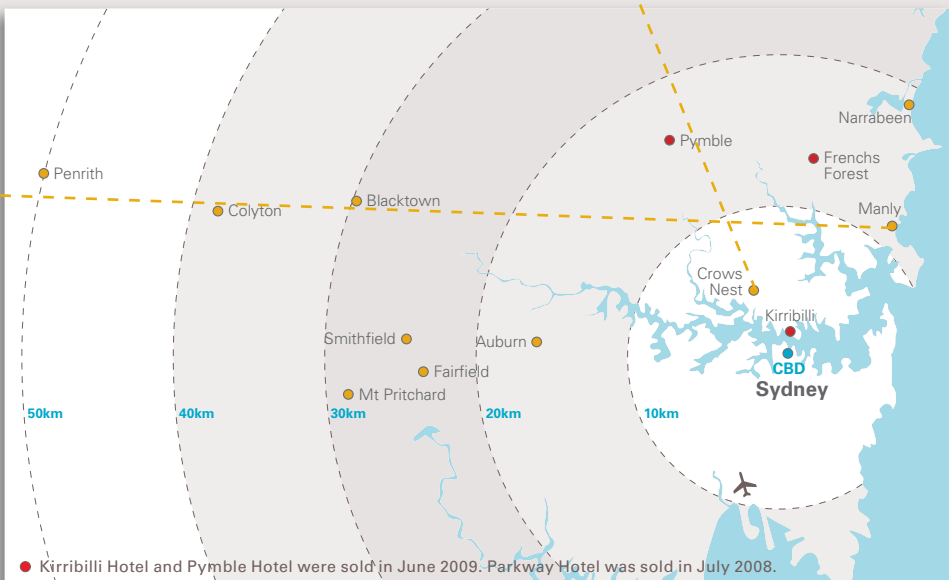 Narrabeen
Pymble
Frenchs
Forest
Penrith
Blacktown
Colyton
Manly
Crows
Nest
Kirribilli
Smithfield
Auburn
CBD
Fairfield
Sydney
Mt Pritchard
50km
40km
30km
20km
10km
Kirribilli Hotel and Pymble Hotel were sold in June 2009. Parkway Hotel was sold in July 2008.